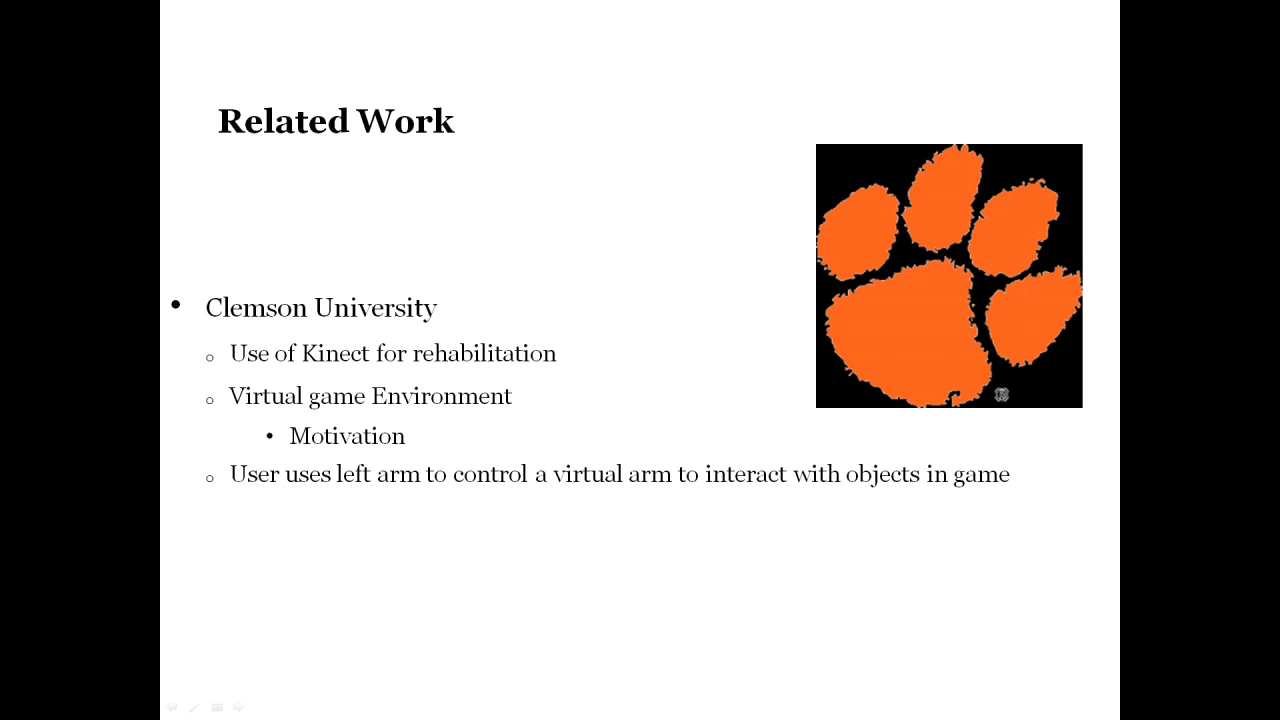 Related Work
• Clemson University
o Use of Kinect for rehabilitation
o Virtual game Environment
• Motivation
o User uses left arm to control a virtual arm to interact with objects in game